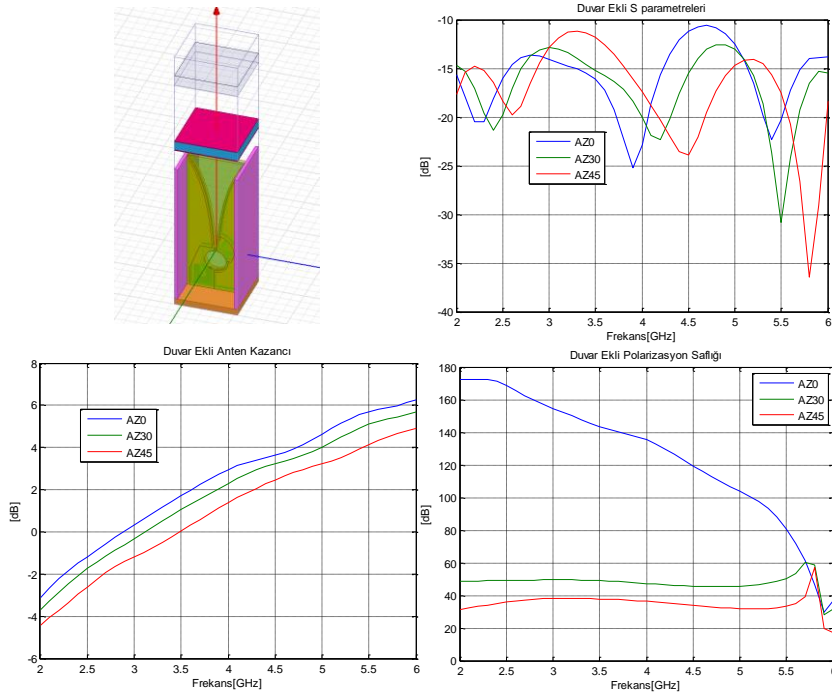 Duvar Ekli S parametreleri
[dB]
-10
-15
-20
-25
-30
-35
-40
AZ0
AZ30
AZ45
2 2.5 3 3.5 4 4.5 5 5.5 6
Frekans[GHz]
Duvar Ekli Anten Kazancı
[dB]
8
6
4
2
0
-2
-4
-6
AZ0
AZ30
AZ45
2 2.5 3 3.5 4 4.5 5 5.5 6
Frekans[GHz]
Duvar Ekli Polarizasyon Saflığı
[dB]
180
160
140
120
100
80
60
40
20
0
AZ0
AZ30
AZ45
2 2.5 3 3.5 4 4.5 5 5.5 6
Frekans[GHz]